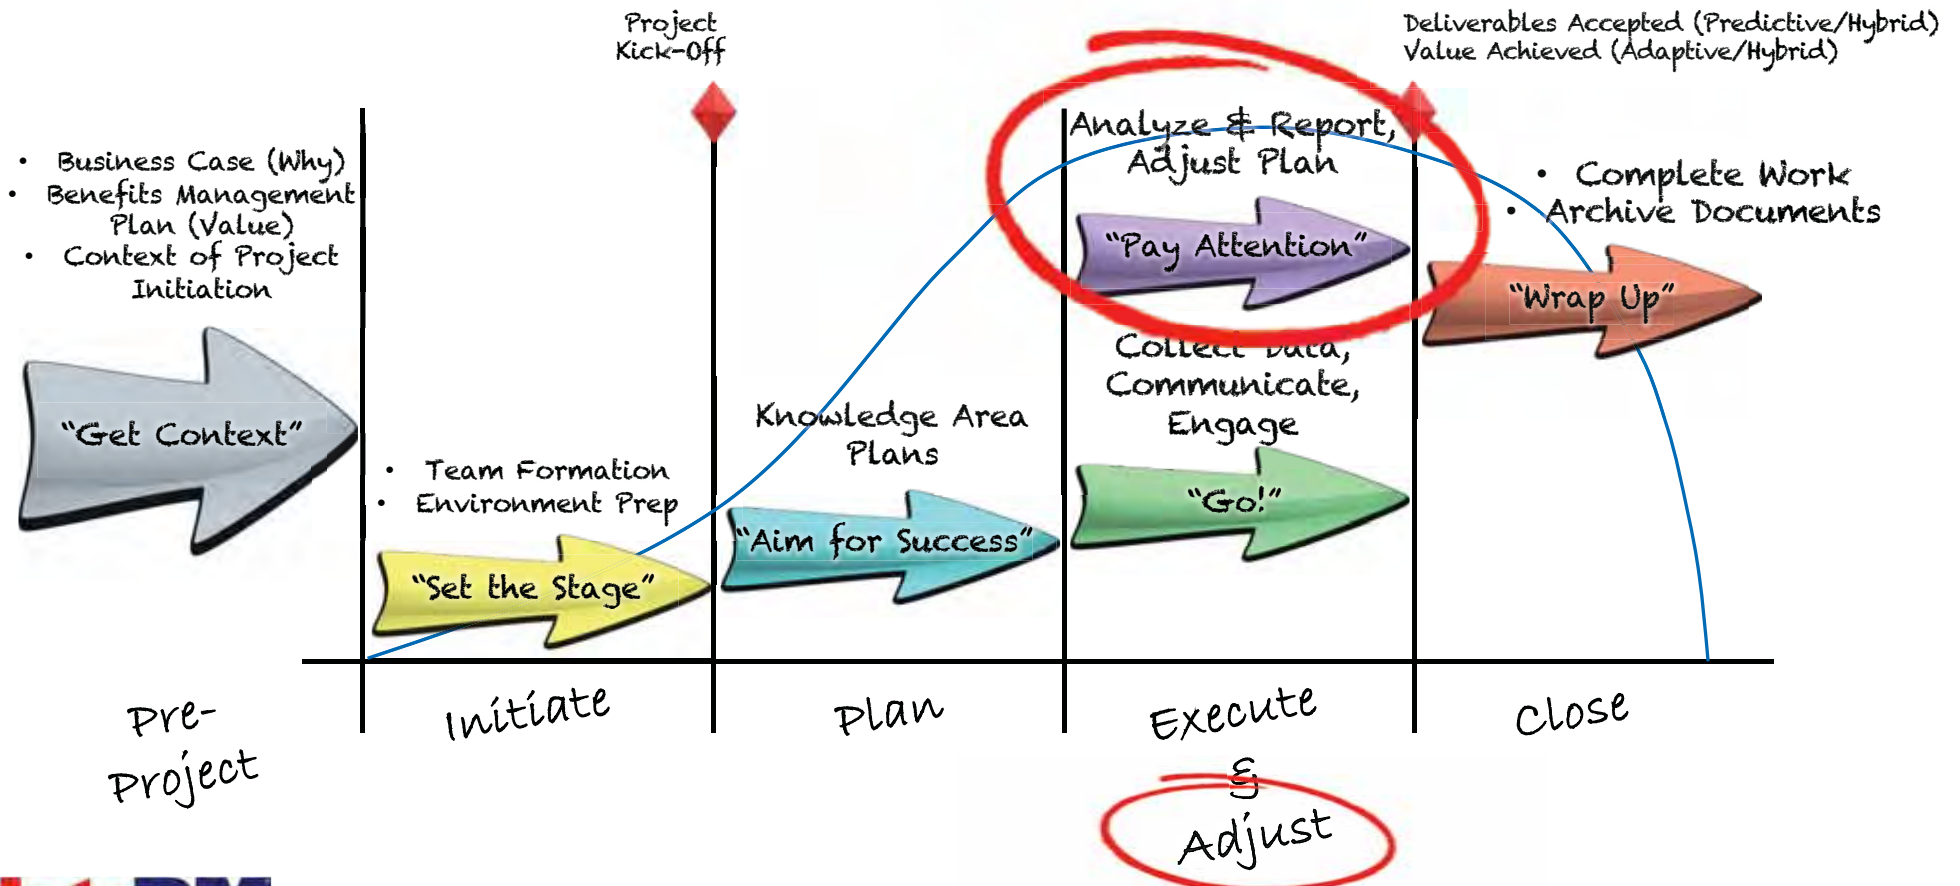 Project
Kick-Off
Deliverables Accepted (Predictive/Hybrid)
Value Achieved (Adaptive/Hybrid)
• Business Case (Why)
• Benefits Management
Plan (Value)
• Context of Project
Initiation
"Get Context"
• Team Formation
• Environment Prep
"Set the Stage"
Knowledge Area
Plans
"Aim for Success"
Analyze & Report,
Adjust Plan
"Pay Attention"
Collect Data,
Communicate,
Engage
"Go!"
• Complete Work
• Archive Documents
"Wrap Up"
Pre-
Project
Initiate
Plan
Execute
&
Adjust
Close